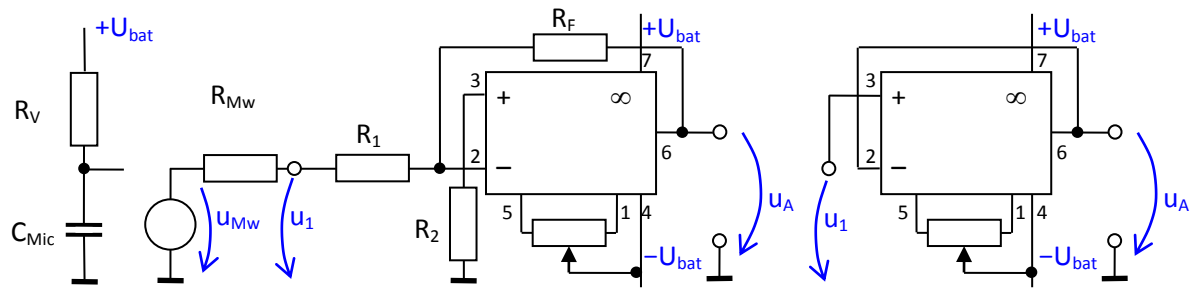 +U_bat
R_V
C_Mic
R_Mw
u_Mw
u_1
R_1
R_F
R_2
+U_bat
7
3
+
∞
2
−
6
5
1
4
−U_bat
u_A
u_1
+U_bat
7
3
+
∞
2
−
6
5
1
4
−U_bat
u_A